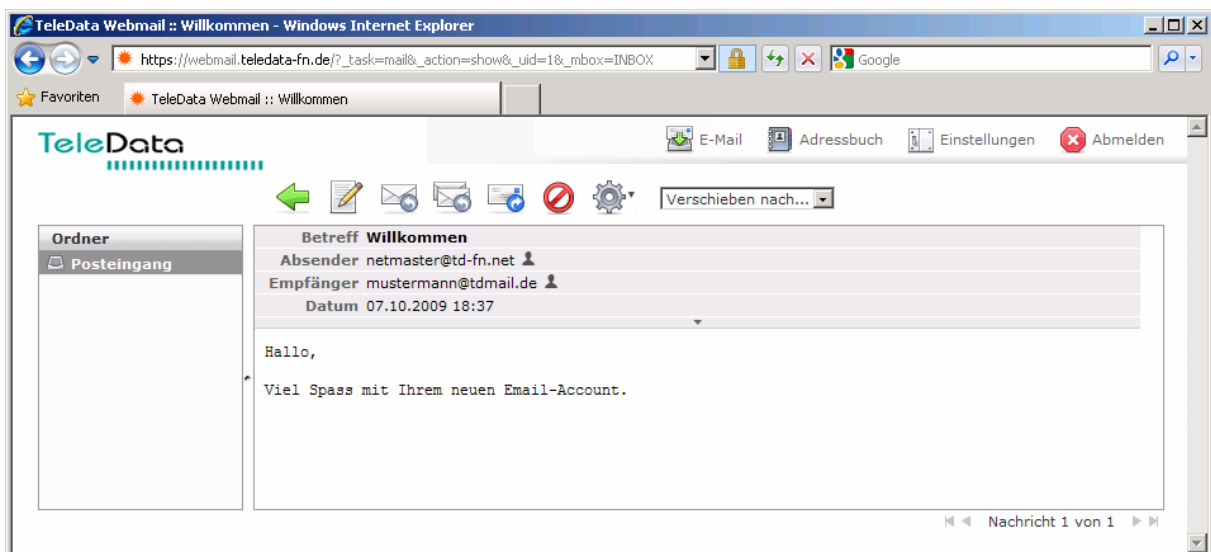 TeleData Webmail :: Willkommen - Windows Internet Explorer
https://webmail.teledata-fn.de/?_task=mail&_action=show&_uid=1&_mbox=INBOX Google
Favoriten TeleData Webmail :: Willkommen
TeleData E-Mail Adressbuch Einstellungen Abmelden
Verschieben nach...
Ordner
Posteingang
Betreff Willkommen
Absender netmaster@td-fn.net
Empfänger mustermann@tdmail.de
Datum 07.10.2009 18:37
Hallo,
Viel Spass mit Ihrem neuen Email-Account.
Nachricht 1 von 1